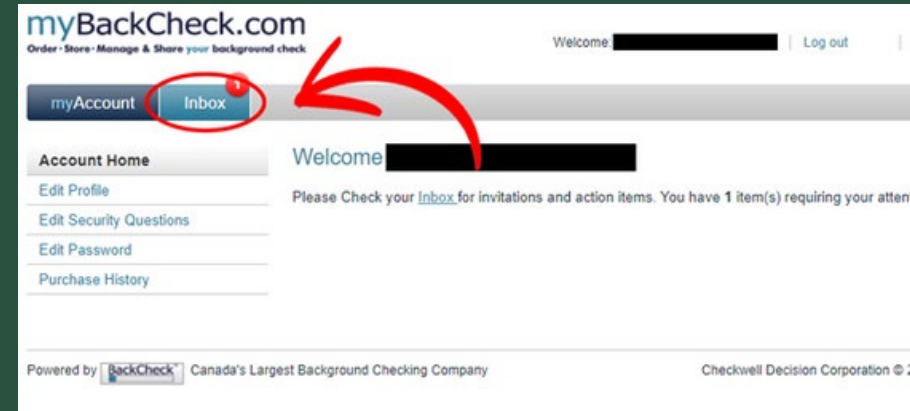 myBackCheck.com
Order · Store · Manage & Share your background check
Welcome: | Log out |
myAccount Inbox 1
Account Home
Edit Profile
Edit Security Questions
Edit Password
Purchase History
Welcome
Please Check your Inbox for invitations and action items. You have 1 item(s) requiring your atten
Powered by BackCheck Canada's Largest Background Checking Company
Checkwell Decision Corporation © 2